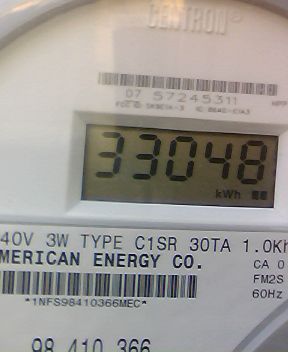 CENTRON®
07 57245311
33048
kWh
40V 3W TYPE C1SR 30TA 1.0Kh
MERICAN ENERGY CO.
CA 0
FM2S
60Hz
*1NFS98410366MEC*
98 410 366